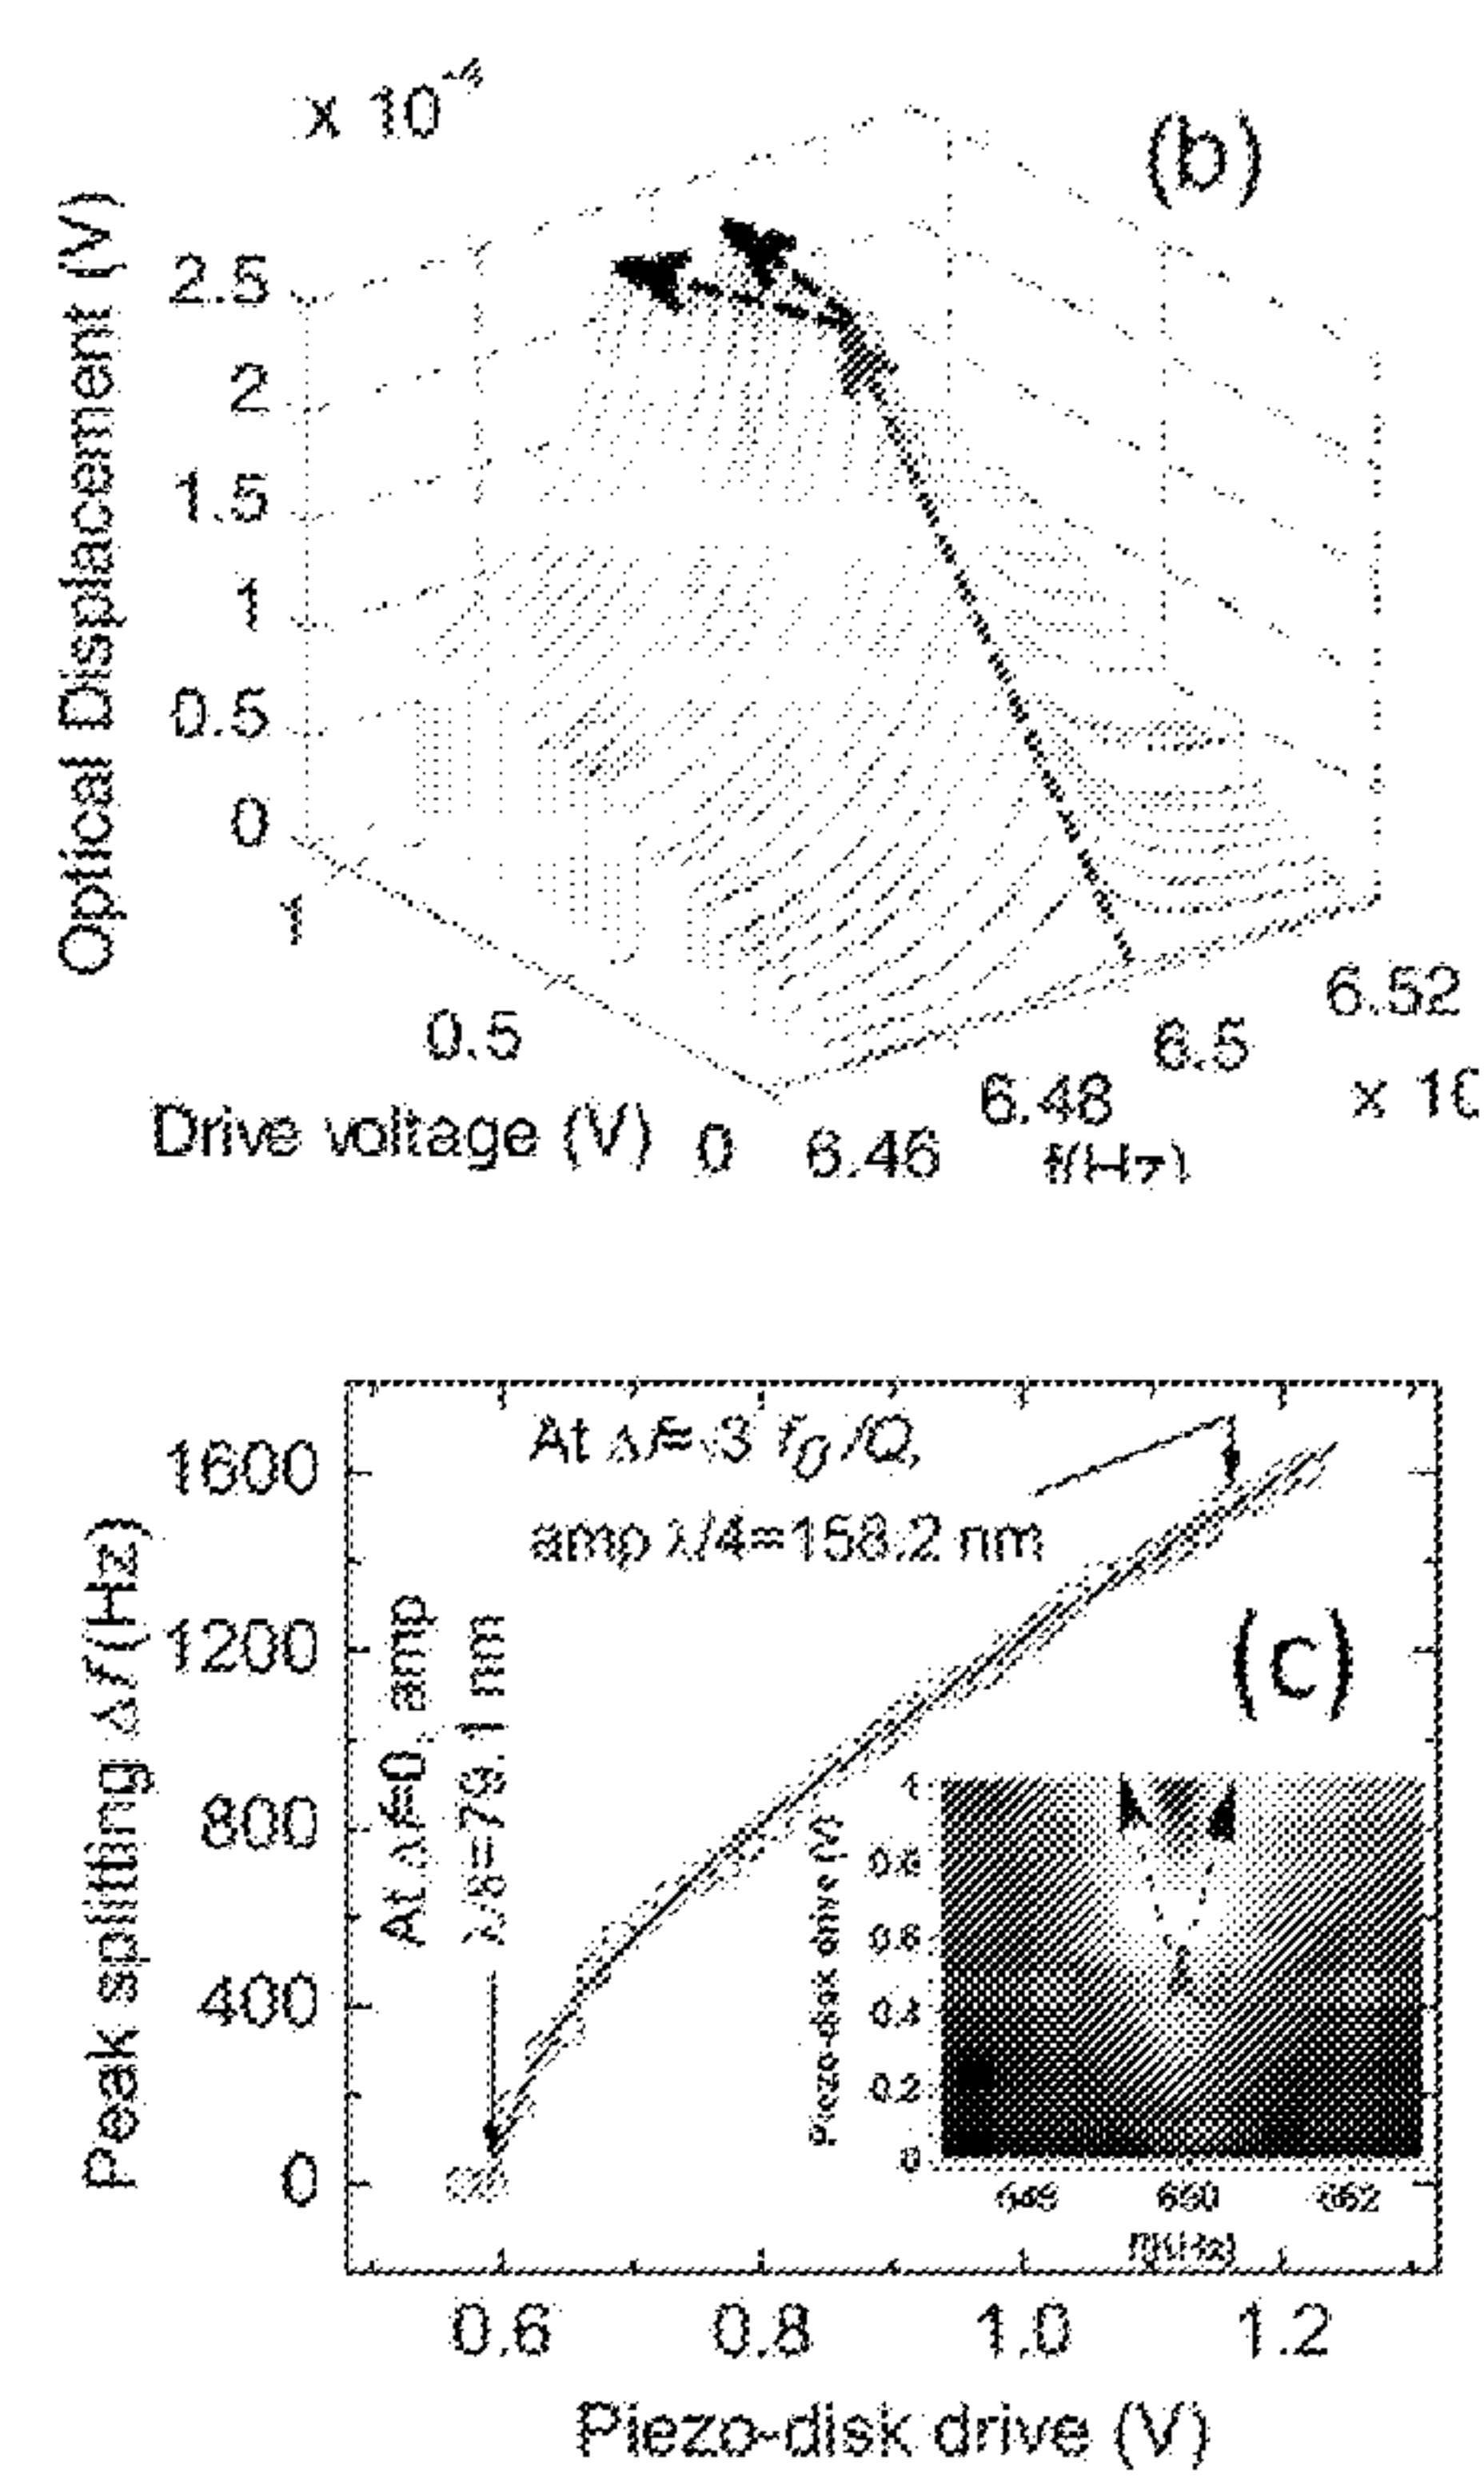 x 10^-4
(b)
Optical Displacement (V)
2.5
2
1.5
1
0.5
0
1
0.5
0
Drive voltage (V)
6.46
6.48
6.5
6.52
x 10
f(Hz)
1600
1200
800
400
0
Peak splitting Δf (Hz)
At Δf=√3 f0/Q,
amp λ/4=158.2 nm
At Δf=0, amp
λ/8=79.1 nm
(c)
Piezo-disk drive (V)
1
0.8
0.6
0.4
0.2
0
648
650
652
0.6
0.8
1.0
1.2
Piezo-disk drive (V)